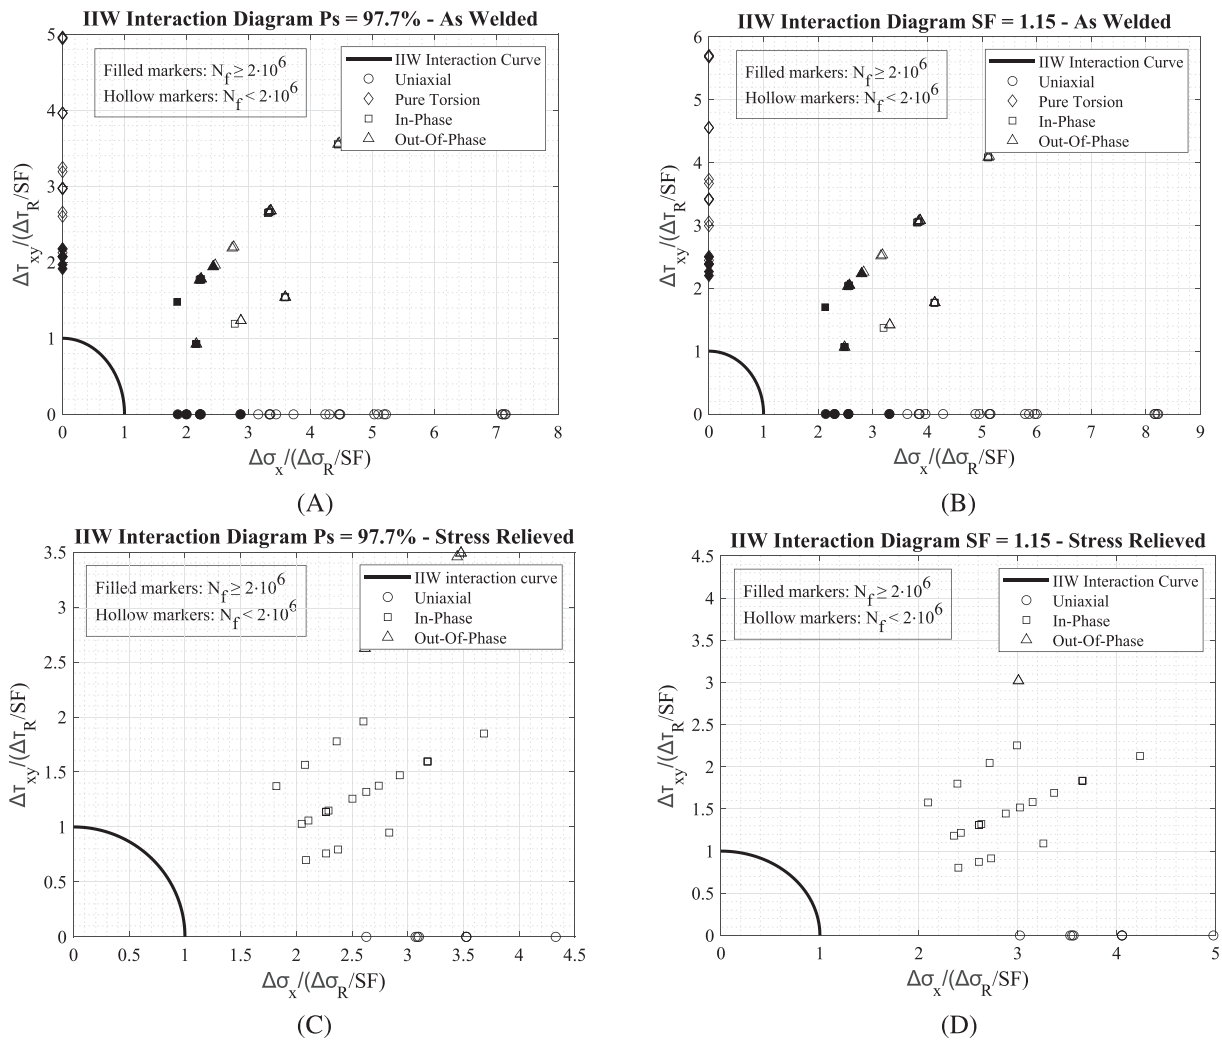 IIW Interaction Diagram Ps = 97.7% - As Welded
Filled markers: N_f ≥ 2·10^6
Hollow markers: N_f < 2·10^6
IIW Interaction Curve
Uniaxial
Pure Torsion
In-Phase
Out-Of-Phase
5
4
3
2
1
0
Δτ_xy/(Δτ_R/SF)
0 1 2 3 4 5 6 7 8
Δσ_x/(Δσ_R/SF)
(A)
IIW Interaction Diagram SF = 1.15 - As Welded
Filled markers: N_f ≥ 2·10^6
Hollow markers: N_f < 2·10^6
IIW Interaction Curve
Uniaxial
Pure Torsion
In-Phase
Out-Of-Phase
6
5
4
3
2
1
0
Δτ_xy/(Δτ_R/SF)
0 1 2 3 4 5 6 7 8 9
Δσ_x/(Δσ_R/SF)
(B)
IIW Interaction Diagram Ps = 97.7% - Stress Relieved
Filled markers: N_f ≥ 2·10^6
Hollow markers: N_f < 2·10^6
IIW interaction curve
Uniaxial
In-Phase
Out-Of-Phase
3.5
3
2.5
2
1.5
1
0.5
0
Δτ_xy/(Δτ_R/SF)
0 0.5 1 1.5 2 2.5 3 3.5 4 4.5
Δσ_x/(Δσ_R/SF)
(C)
IIW Interaction Diagram SF = 1.15 - Stress Relieved
Filled markers: N_f ≥ 2·10^6
Hollow markers: N_f < 2·10^6
IIW Interaction Curve
Uniaxial
In-Phase
Out-Of-Phase
4.5
4
3.5
3
2.5
2
1.5
1
0.5
0
Δτ_xy/(Δτ_R/SF)
0 1 2 3 4 5
Δσ_x/(Δσ_R/SF)
(D)